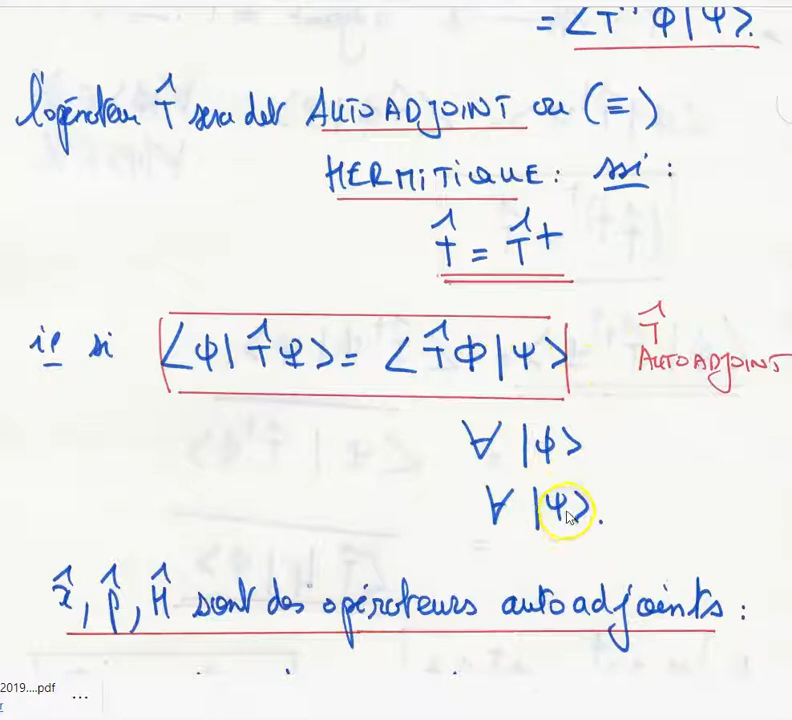 = <T⁺ Φ|Ψ>.
l'opérateur T̂ sera dit AUTOADJOINT ou (≡)
HERMITIQUE : ssi :
T̂ = T̂⁺
ie si <Φ|T̂Ψ> = <T̂Φ|Ψ> T̂
AUTOADJOINT
∀ |Φ>
∀ |Ψ>.
x̂, p̂, Ĥ sont des opérateurs autoadjoints :
2019....pdf ...